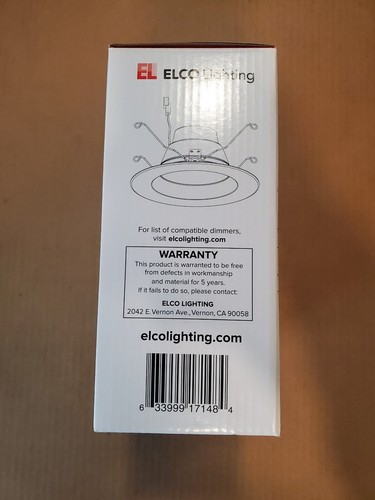 EL ELCO Lighting
For list of compatible dimmers,
visit elcolighting.com
WARRANTY
This product is warranted to be free
from defects in workmanship
and material for 5 years.
If it fails to do so, please contact:
ELCO LIGHTING
2042 E. Vernon Ave., Vernon, CA 90058
elcolighting.com
6 33999 17148 4